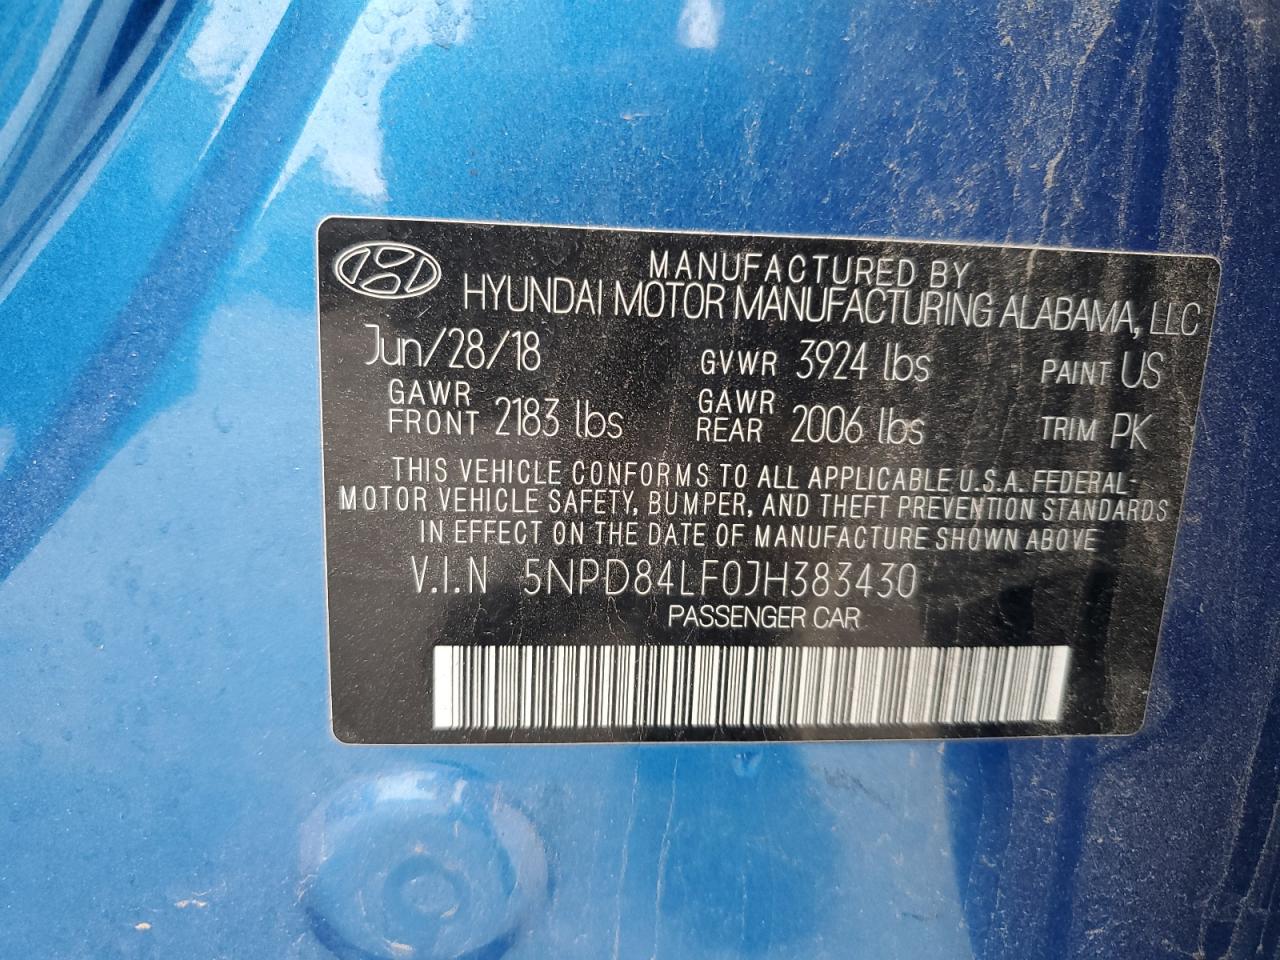 MANUFACTURED BY
HYUNDAI MOTOR MANUFACTURING ALABAMA, LLC
Jun/28/18 GVWR 3924 lbs PAINT US
GAWR FRONT 2183 lbs GAWR REAR 2006 lbs TRIM PK
THIS VEHICLE CONFORMS TO ALL APPLICABLE U.S.A. FEDERAL
MOTOR VEHICLE SAFETY, BUMPER, AND THEFT PREVENTION STANDARDS
IN EFFECT ON THE DATE OF MANUFACTURE SHOWN ABOVE
V.I.N 5NPD84LF0JH383430
PASSENGER CAR